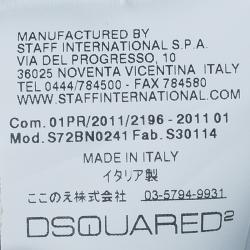 MANUFACTURED BY
STAFF INTERNATIONAL S.P.A.
VIA DEL PROGRESSO, 10
36025 NOVENTA VICENTINA ITALY
TEL 0444/784500 - FAX 784580
WWW.STAFFINTERNATIONAL.COM
Com. 01PR/2011/2196 - 2011 01
Mod. S72BN0241 Fab. S30114
MADE IN ITALY
イタリア製
ここのえ株式会社 03-5794-9931
DSQUARED²